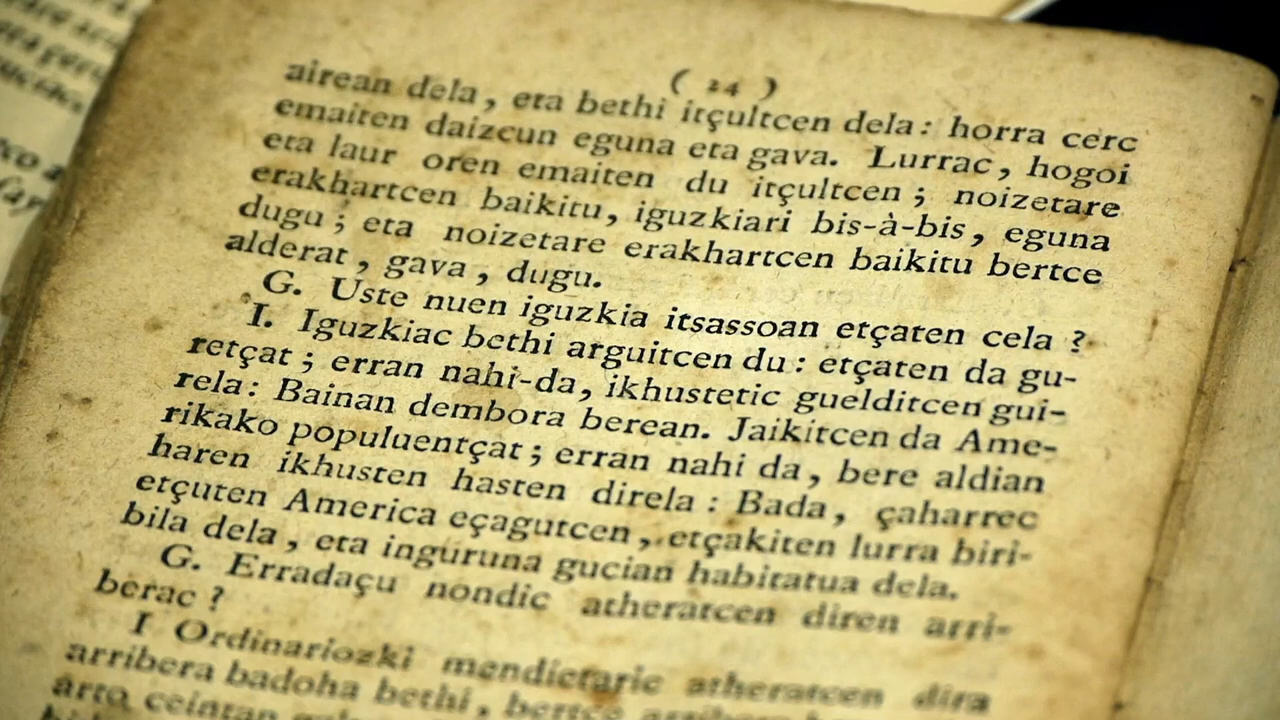 ( 24 )
airean dela, eta bethi itçultcen dela: horra cerc
emaiten daizcun eguna eta gava. Lurrac, hogoi
eta laur oren emaiten du itçultcen; noizetare
erakhartcen baikitu, iguzkiari bis-à-bis, eguna
dugu; eta noizetare erakhartcen baikitu bertce
alderat, gava, dugu.
G. Uste nuen iguzkia itsassoan etçaten cela?
I. Iguzkiac bethi arguitcen du: etçaten da gu-
retçat; erran nahi-da, ikhustetic guelditcen gui-
rela: Bainan dembora berean. Jaikitcen da Ame-
rikako populuentçat; erran nahi da, bere aldian
haren ikhusten hasten direla: Bada, çaharrec
etçuten America eçagutcen, etçakiten lurra biri-
bila dela, eta inguruna gucian habitatua dela.
G. Erradaçu nondic atheratcen diren arri-
berac?
I Ordinariozki mendietaric atheratcen dira
arribera badoha bethi, bertce
arto ceintan